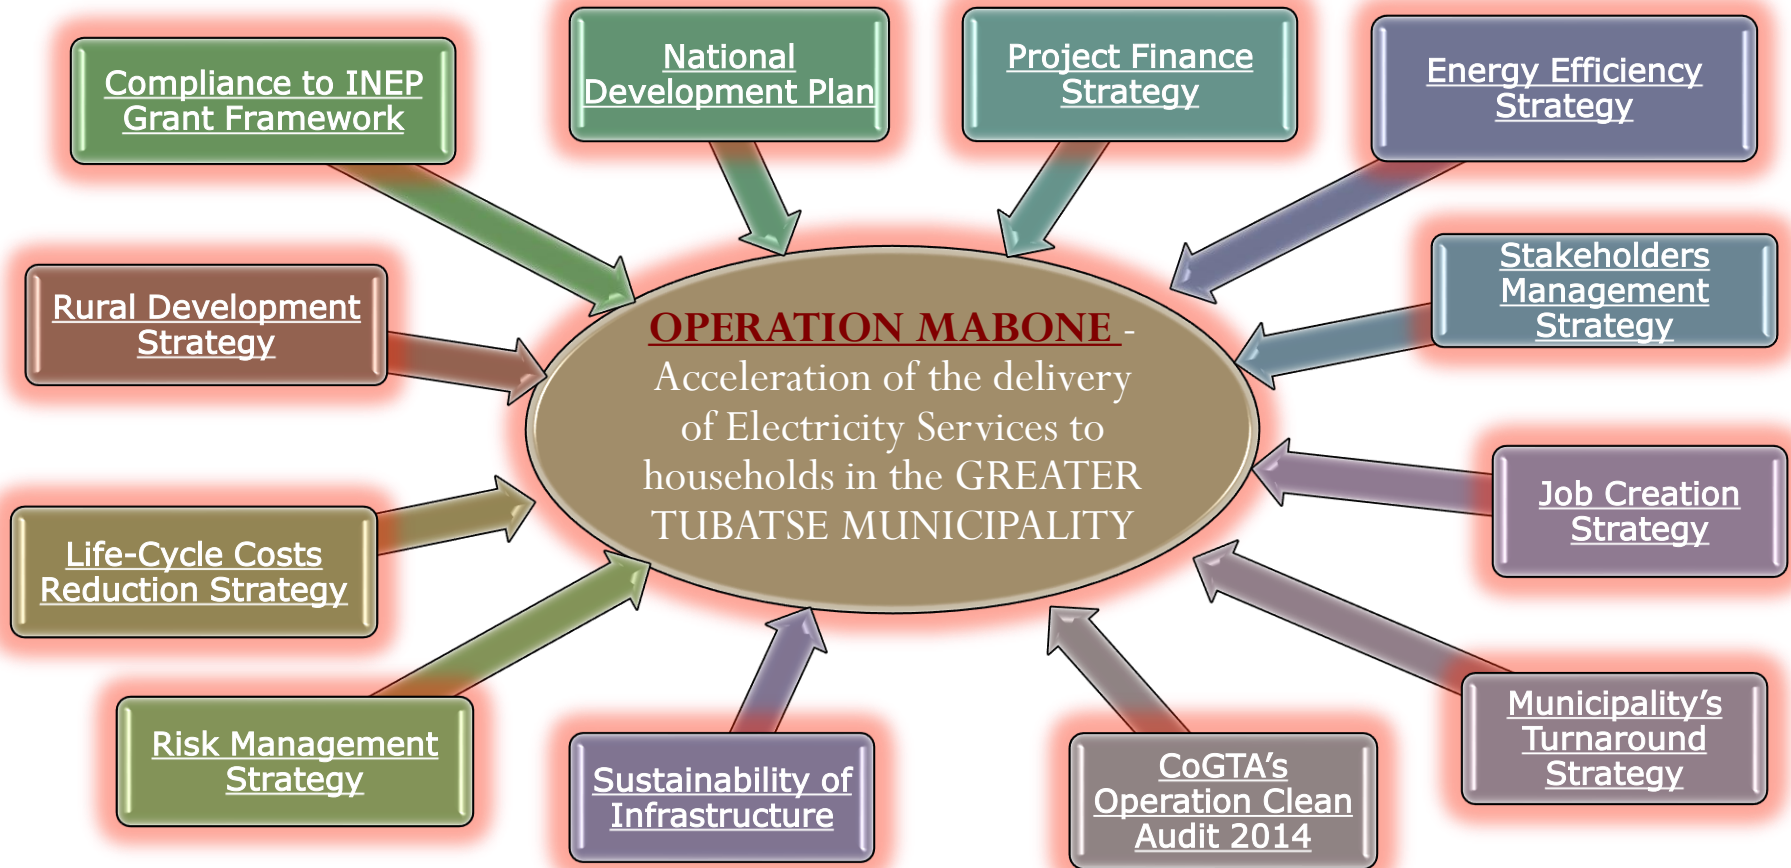 Compliance to INEP
Grant Framework
National
Development Plan
Project Finance
Strategy
Energy Efficiency
Strategy
Rural Development
Strategy
Stakeholders
Management
Strategy
OPERATION MABONE -
Acceleration of the delivery
of Electricity Services to
households in the GREATER
TUBATSE MUNICIPALITY
Life-Cycle Costs
Reduction Strategy
Job Creation
Strategy
Risk Management
Strategy
Sustainability of
Infrastructure
CoGTA’s
Operation Clean
Audit 2014
Municipality’s
Turnaround
Strategy